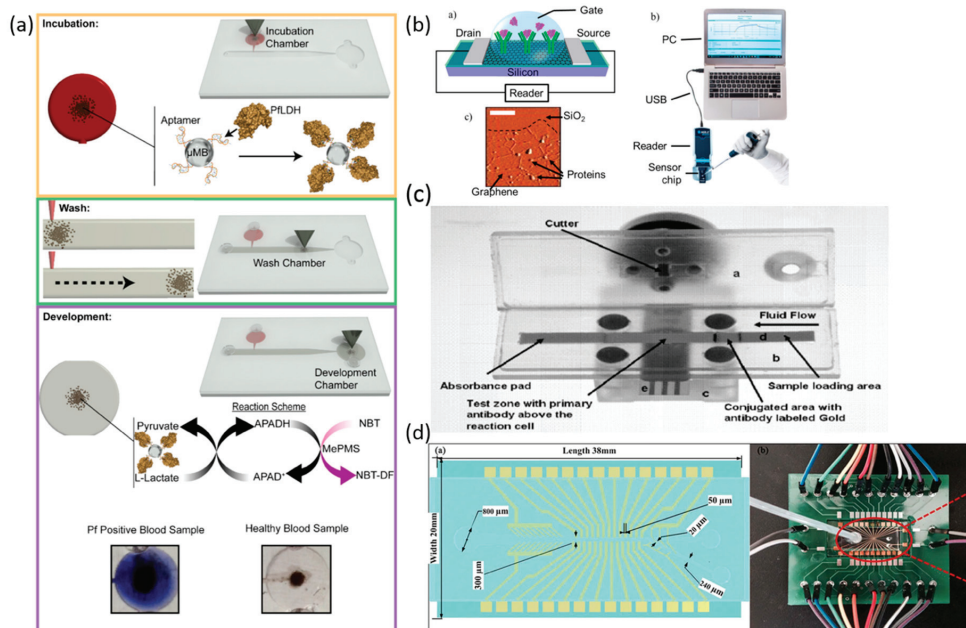 (a)
Incubation:
Incubation
Chamber
Aptamer
PfLDH
μMB
Wash:
Wash Chamber
Development:
Development
Chamber
Reaction Scheme
Pyruvate
APADH
NBT
MePMS
L-Lactate
APAD⁺
NBT-DF
Pf Positive Blood Sample
Healthy Blood Sample
(b)
a)
Gate
Drain
Source
Silicon
Reader
c)
SiO₂
Proteins
Graphene
b)
PC
USB
Reader
Sensor
chip
(c)
Cutter
a
Fluid Flow
d
b
Absorbance pad
e
c
Sample loading area
Test zone with primary
antibody above the
reaction cell
Conjugated area with
antibody labeled Gold
(d)
(a)
Length 38mm
Width 20mm
800 μm
50 μm
20 μm
300 μm
240 μm
(b)